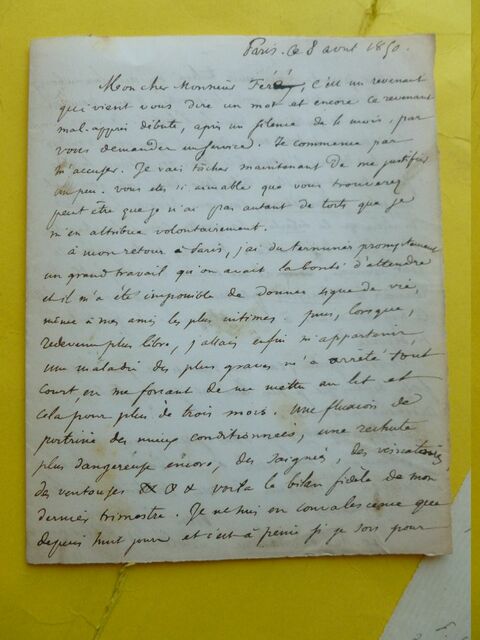 Paris. Ce 8 avril 1850.
Mon cher Monsieur Féréy, c'est un revenant
qui vient vous dire un mot et encore ce revenant
mal-appris débute, après un silence de 4 mois, par
vous demander un service. Je commence par
m'accuser. Je vais tâcher maintenant de me justifier
un peu. vous êtes si aimable que vous trouverez
peut être que je n'ai pas autant de torts que je
m'en attribue volontairement.
à mon retour à Paris, j'ai du terminer promptement
un grand travail qu'on avait la bonté d'attendre
et il m'a été impossible de donner signe de vie,
même à mes amis les plus intimes. puis, lorsque,
redevenu plus libre, j'allais enfin m'appartenir,
une maladie des plus graves m'a arrêté tout
court, en me forçant de me mettre au lit et
cela pour plus de trois mois. Une fluxion de
poitrine des mieux conditionnées, une rechute
plus dangereuse encore, des saignées, des vésicatoires
des ventouses & & & voilà le bilan fidèle de mon
dernier trimestre. Je ne suis en convalescence que
depuis huit jours et c'est à peine si je sors pour